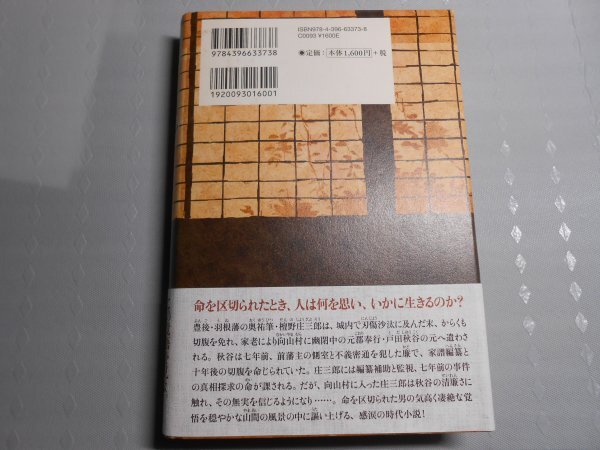 ISBN978-4-396-63373-8
C0093 ¥1600E
●定価：本体1,600円＋税
9784396633738
1920093016001
命を区切られたとき、人は何を思い、いかに生きるのか？
豊後・羽根藩の奥祐筆・檀野庄三郎は、城内で刃傷沙汰に及んだ末、からくも
切腹を免れ、家老により向山村に幽閉中の元郡奉行・戸田秋谷の元へと遣わさ
れる。秋谷は七年前、前藩主の側室と不義密通を犯した廉で、家譜編纂と
十年後の切腹を命じられていた。庄三郎には編纂補助と監視、七年前の事件
の真相探求の命が課される。だが、向山村に入った庄三郎は秋谷の清廉さに
触れ、その無実を信じるようになり……。命を区切られた男の気高く凄絶な覚
悟を穏やかな山間の風景の中に謳い上げる、感涙の時代小説！